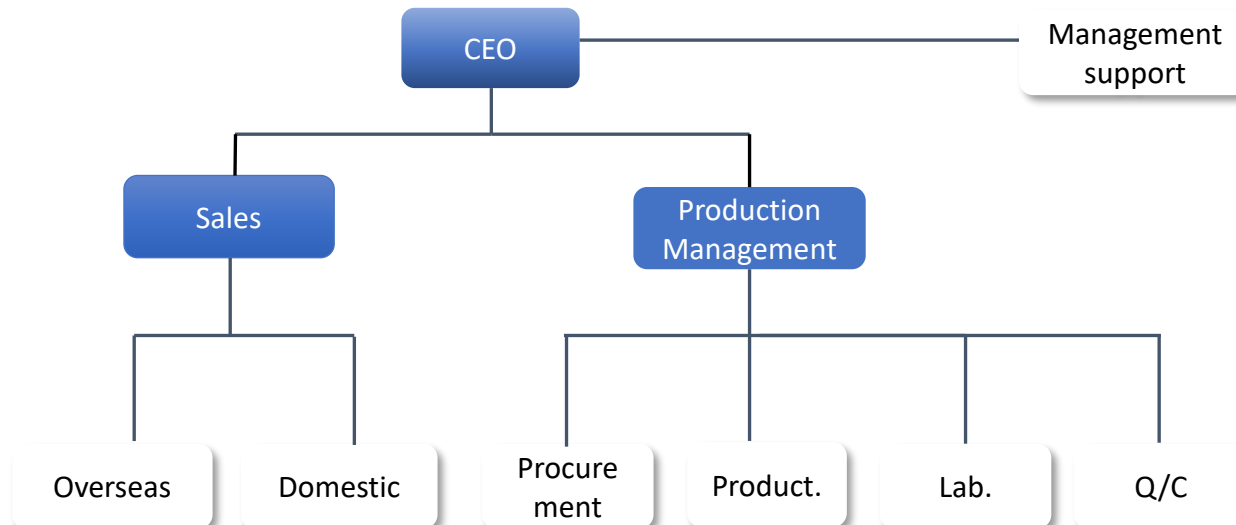 CEO
Management
support
Sales
Production
Management
Overseas
Domestic
Procure
ment
Product.
Lab.
Q/C